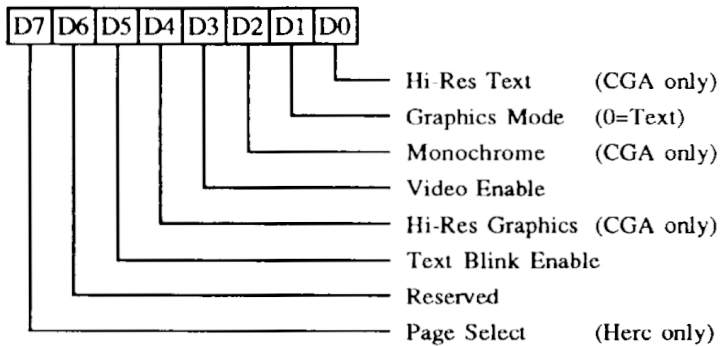 D7 D6 D5 D4 D3 D2 D1 D0
Hi-Res Text (CGA only)
Graphics Mode (0=Text)
Monochrome (CGA only)
Video Enable
Hi-Res Graphics (CGA only)
Text Blink Enable
Reserved
Page Select (Herc only)